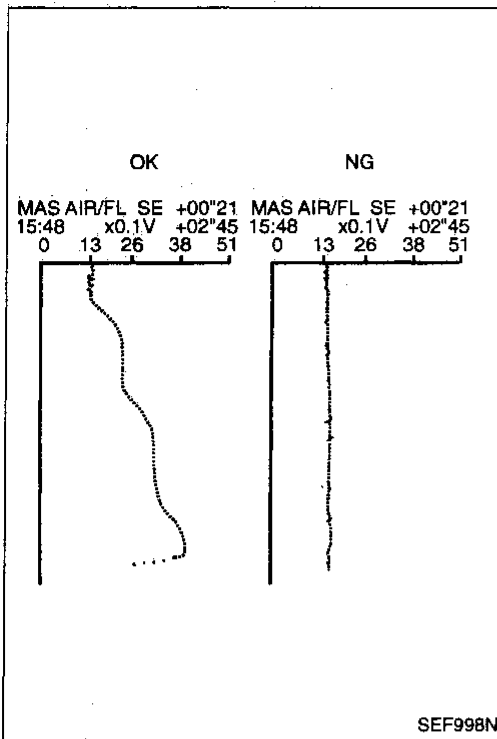 OK
MAS AIR/FL SE +00"21
15:48 x0.1V +02"45
0 13 26 38 51
NG
MAS AIR/FL SE +00"21
15:48 x0.1V +02"45
0 13 26 38 51
SEF998N